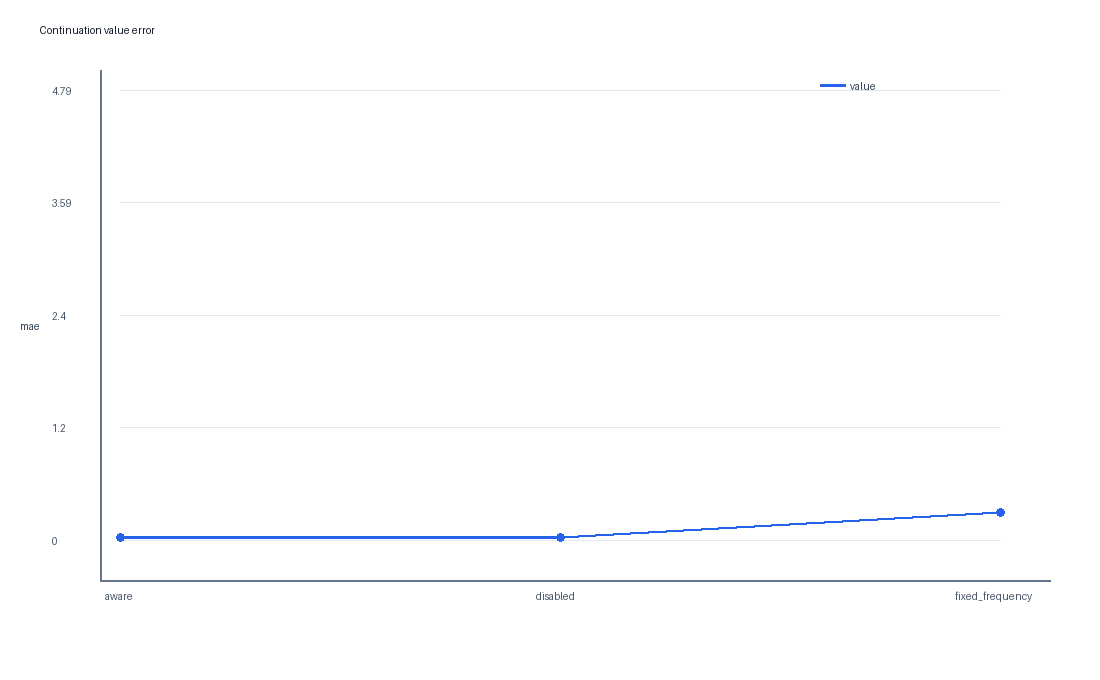 Continuation value error
value
4.79
3.59
2.4
mae
1.2
0
aware
disabled
fixed_frequency